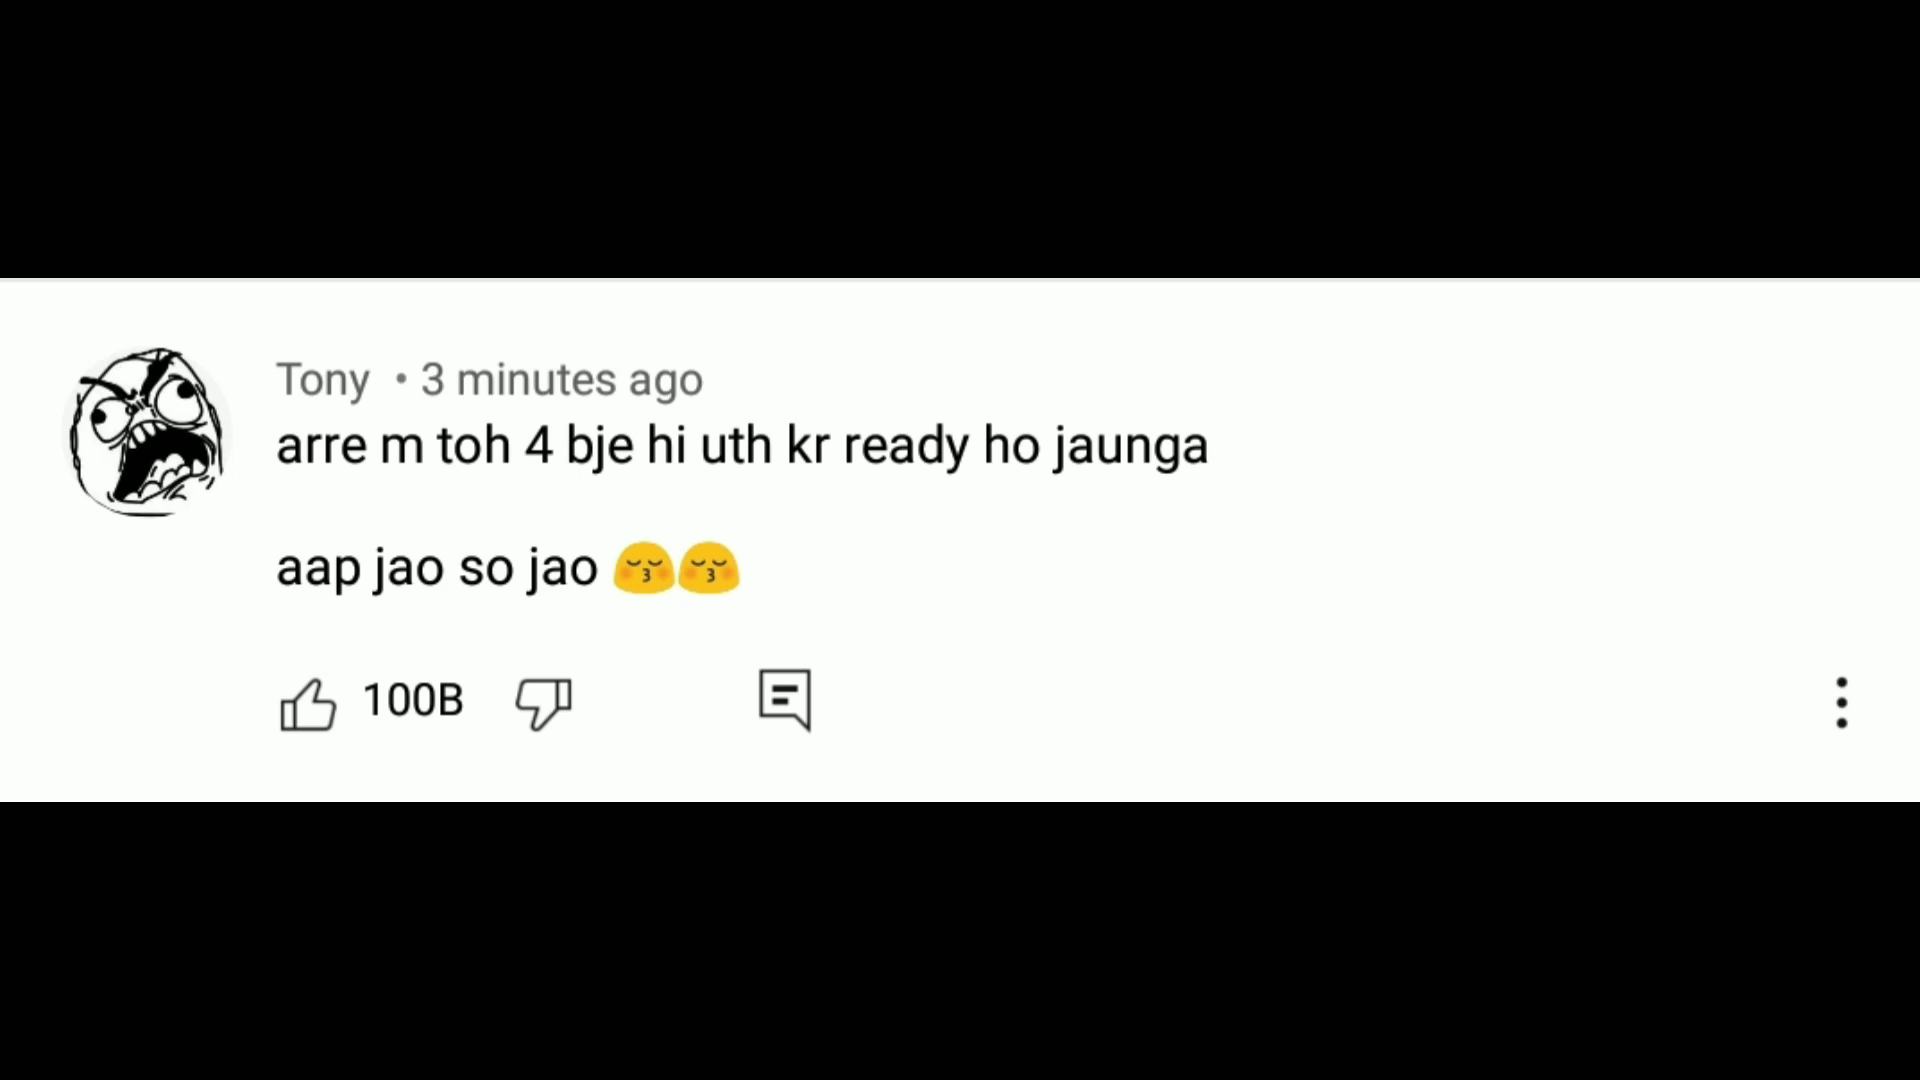 Tony • 3 minutes ago
arre m toh 4 bje hi uth kr ready ho jaunga
aap jao so jao 😚😚
100B